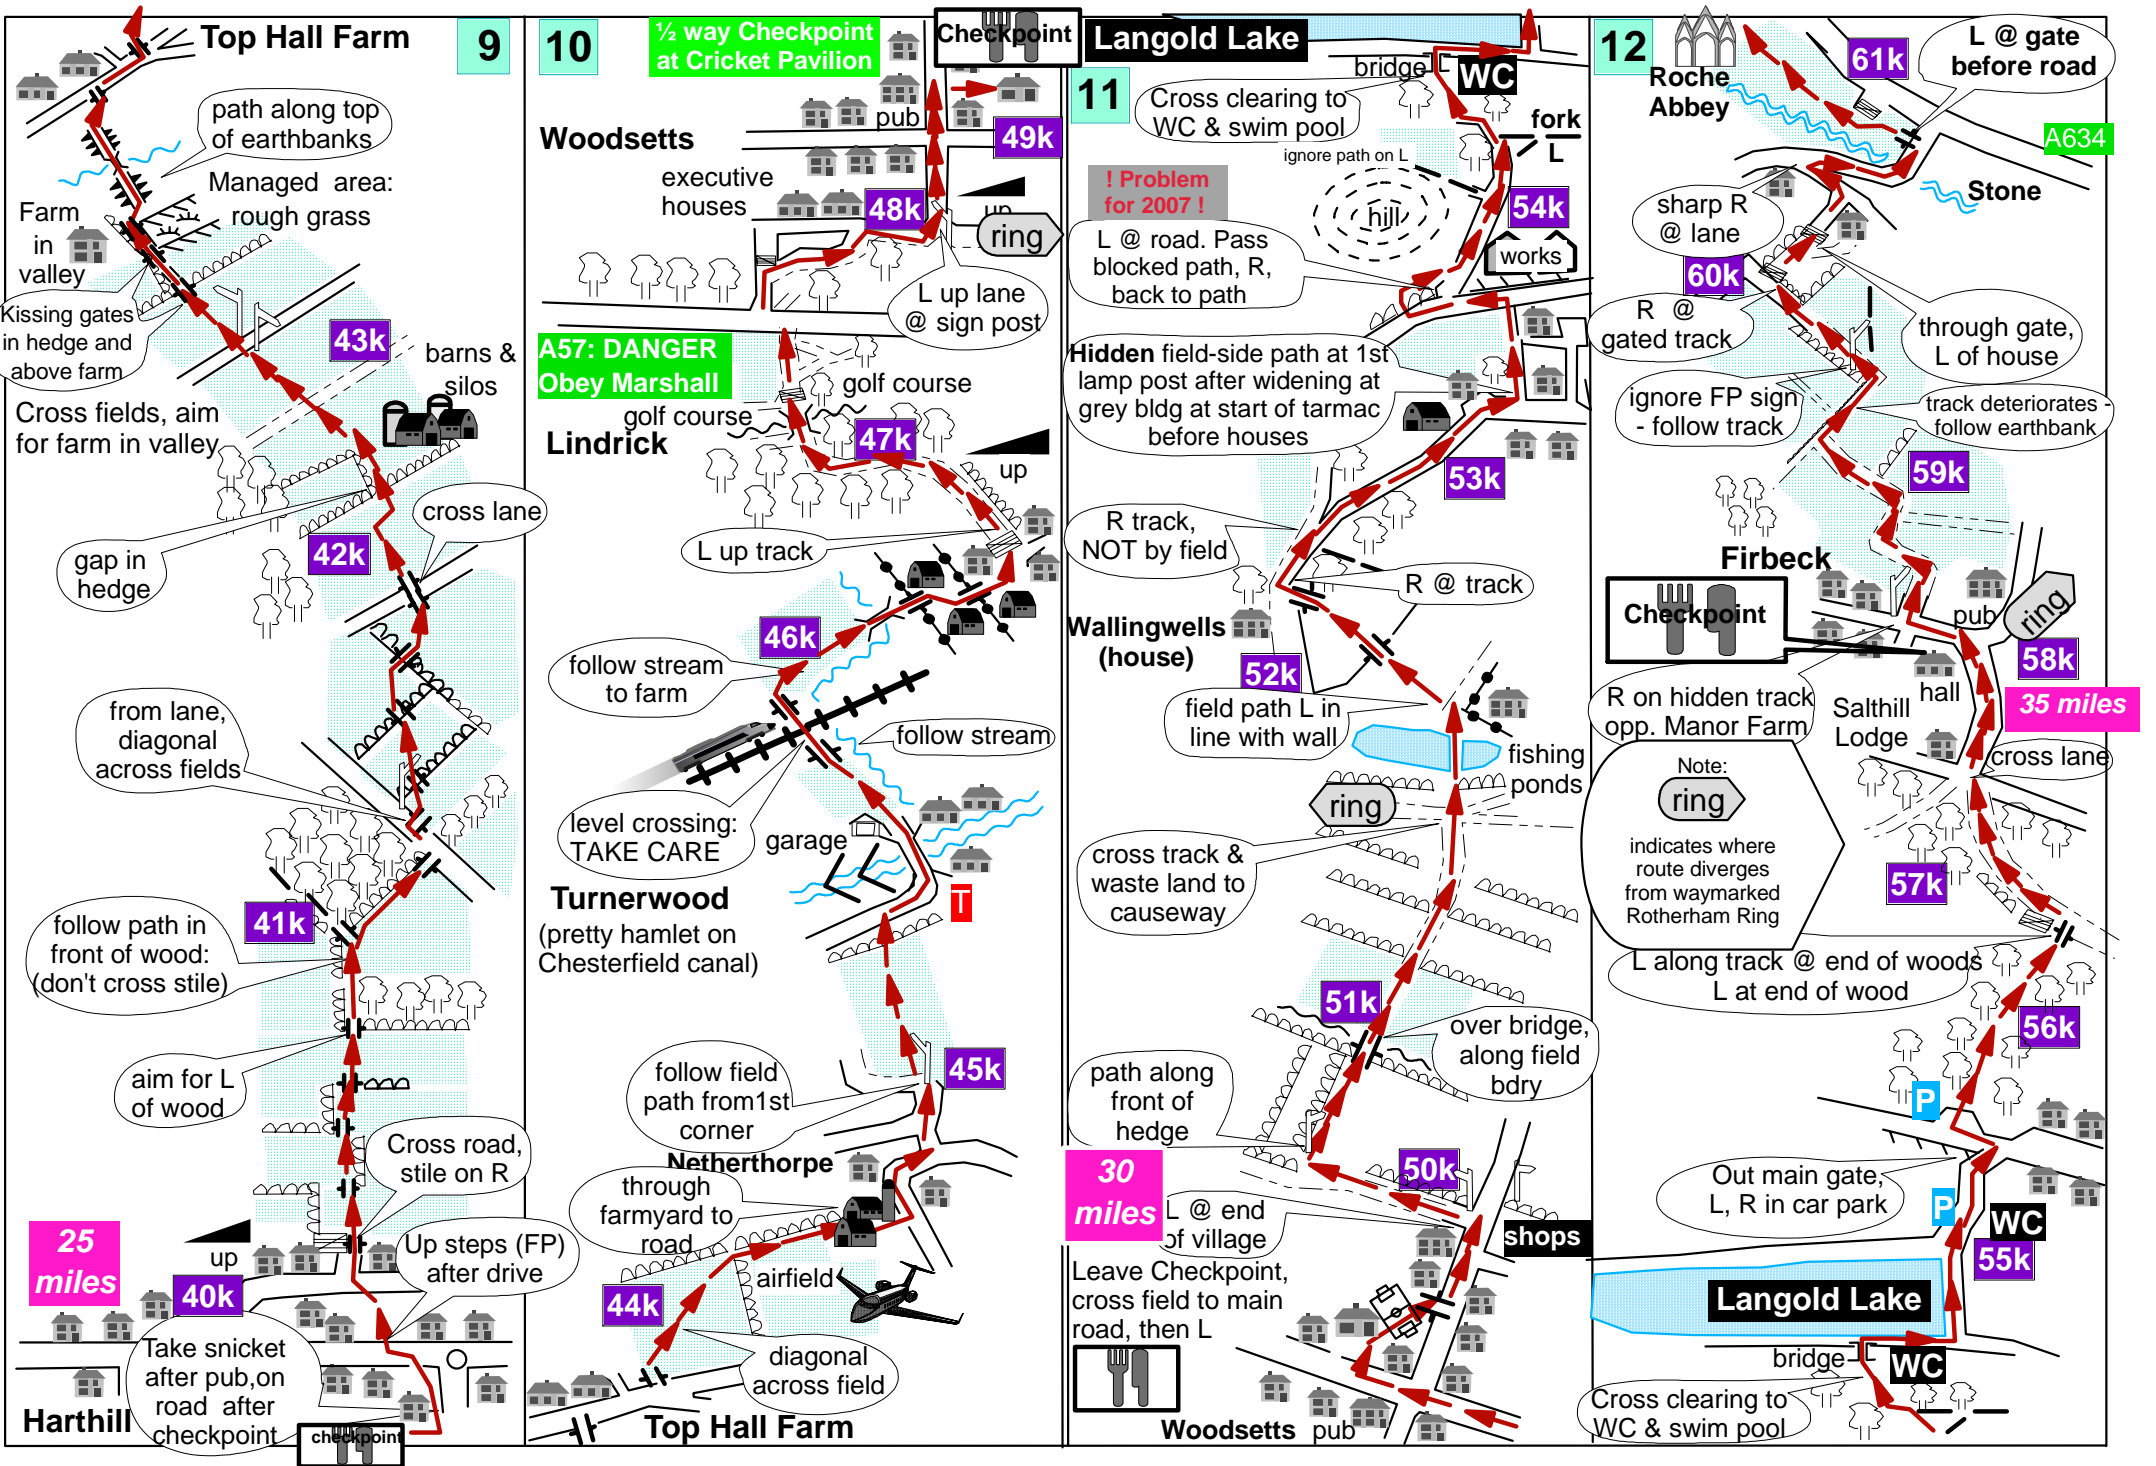 Top Hall Farm
9
path along top
of earthbanks
Managed area:
rough grass
Farm
in
valley
Kissing gates
in hedge and
above farm
43k
barns &
silos
Cross fields, aim
for farm in valley
cross lane
42k
gap in
hedge
from lane,
diagonal
across fields
41k
follow path in
front of wood:
(don't cross stile)
aim for L
of wood
Cross road,
stile on R
25
miles
up
Up steps (FP)
after drive
40k
Take snicket
after pub,on
road after
checkpoint
Harthill
checkpoint
10
½ way Checkpoint
at Cricket Pavilion
Checkpoint
pub
Woodsetts
49k
executive
houses
48k
up
ring
L up lane
@ sign post
A57: DANGER
Obey Marshall
golf course
golf course
Lindrick
47k
up
L up track
46k
follow stream
to farm
follow stream
level crossing:
TAKE CARE
garage
Turnerwood
(pretty hamlet on
Chesterfield canal)
T
45k
follow field
path from1st
corner
Netherthorpe
through
farmyard to
road
airfield
44k
diagonal
across field
Top Hall Farm
Langold Lake
11
bridge
WC
Cross clearing to
WC & swim pool
fork
L
ignore path on L
! Problem
for 2007 !
54k
hill
L @ road. Pass
blocked path, R,
back to path
works
Hidden field-side path at 1st
lamp post after widening at
grey bldg at start of tarmac
before houses
53k
R track,
NOT by field
R @ track
Wallingwells
(house)
52k
field path L in
line with wall
fishing
ponds
ring
cross track &
waste land to
causeway
51k
over bridge,
along field
bdry
path along
front of
hedge
30
miles
50k
L @ end
of village
shops
Leave Checkpoint,
cross field to main
road, then L
Woodsetts
pub
12
Roche
Abbey
61k
L @ gate
before road
A634
Stone
sharp R
@ lane
60k
R @
gated track
through gate,
L of house
ignore FP sign
- follow track
track deteriorates -
follow earthbank
59k
Firbeck
Checkpoint
pub
ring
58k
hall
R on hidden track
opp. Manor Farm
Salthill
Lodge
35 miles
cross lane
Note:
ring
indicates where
route diverges
from waymarked
Rotherham Ring
57k
L along track @ end of woods
L at end of wood
56k
P
Out main gate,
L, R in car park
P
WC
55k
Langold Lake
bridge
WC
Cross clearing to
WC & swim pool